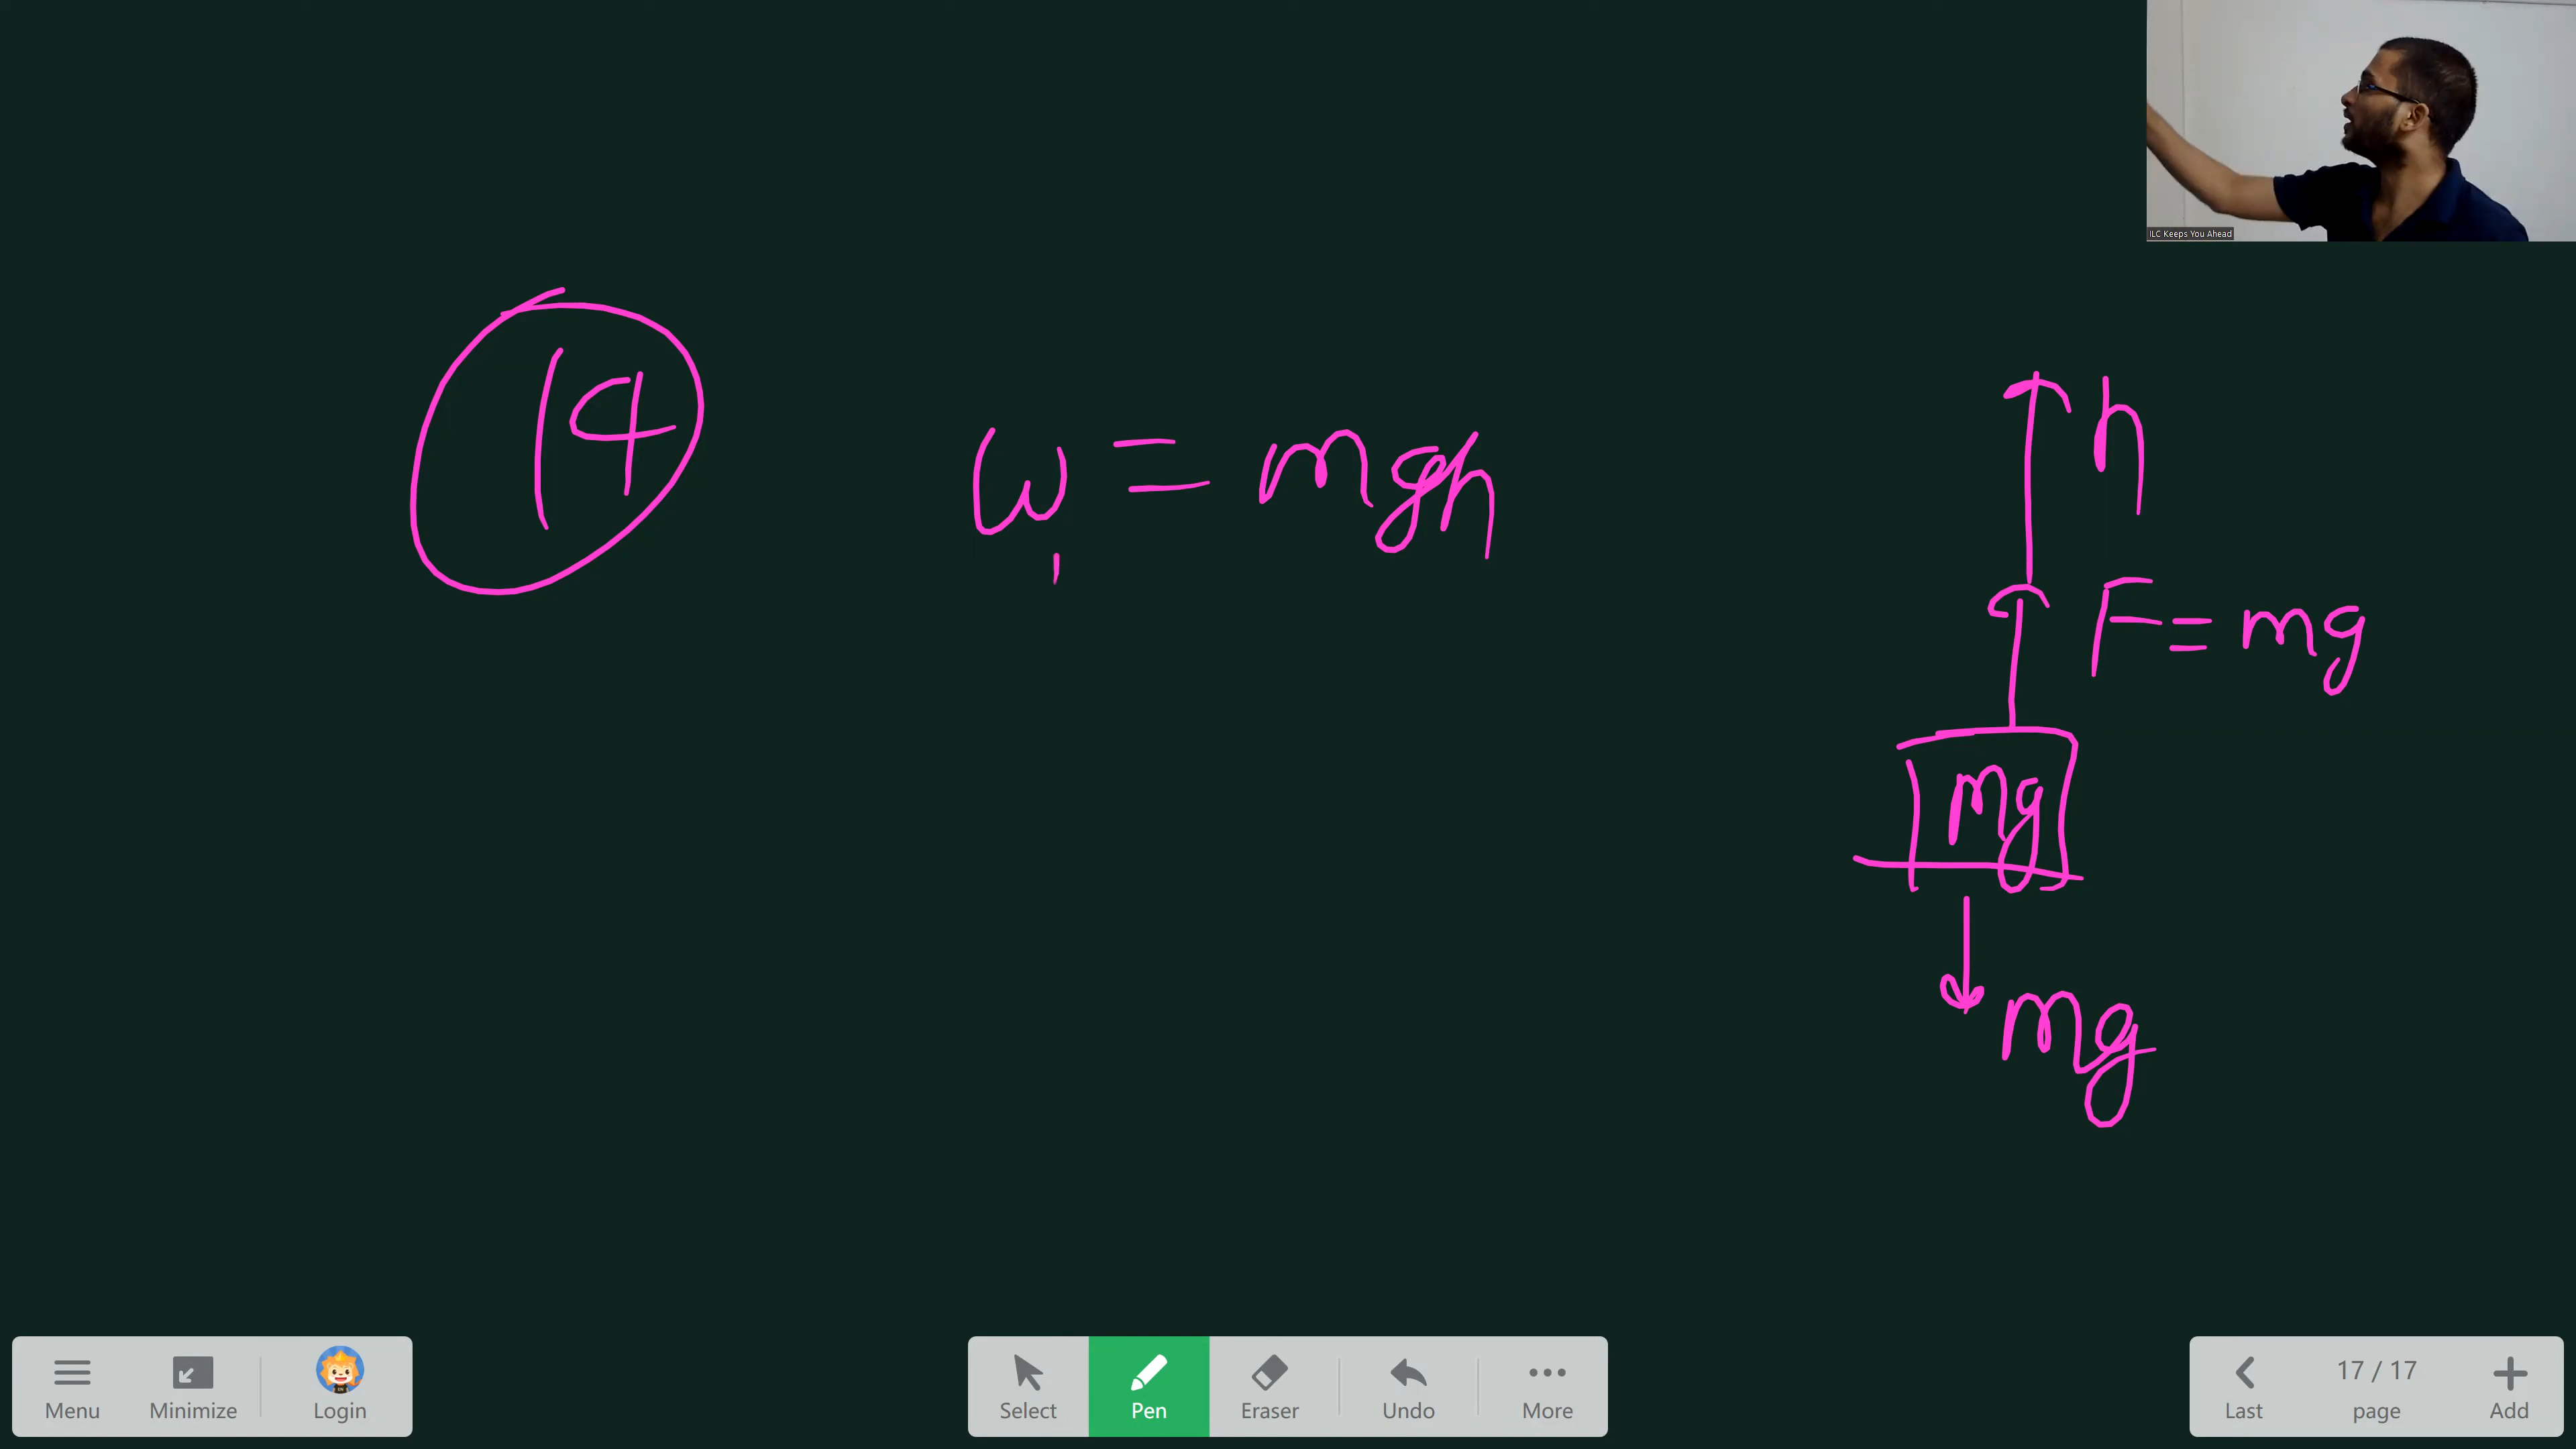 ILC Keeps You Ahead
14
W = mgh
h
F = mg
mg
mg
Menu
Minimize
Login
Select
Pen
Eraser
Undo
More
Last
17 / 17
page
Add